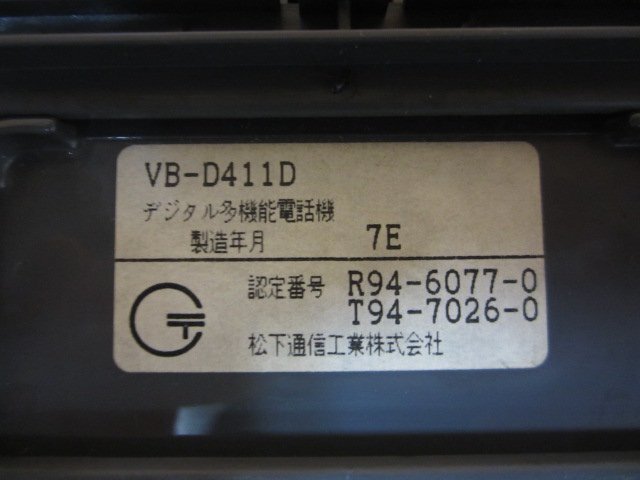 VB-D411D
デジタル多機能電話機
製造年月 7E
認定番号 R94-6077-0
T94-7026-0
松下通信工業株式会社